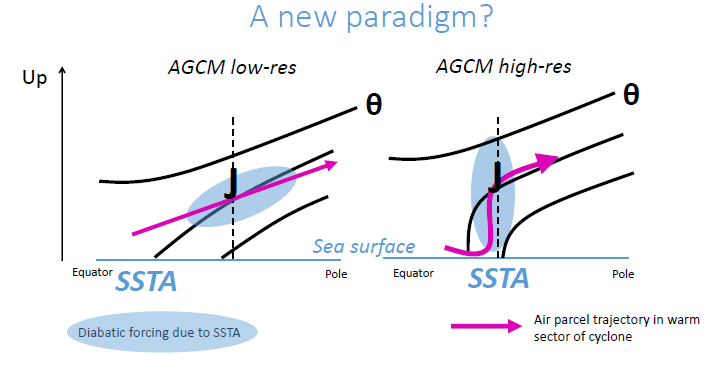 A new paradigm?
AGCM low-res
AGCM high-res
Up
θ
θ
J
J
Sea surface
Equator
SSTA
Pole
Equator
SSTA
Pole
Diabatic forcing due to SSTA
Air parcel trajectory in warm
sector of cyclone